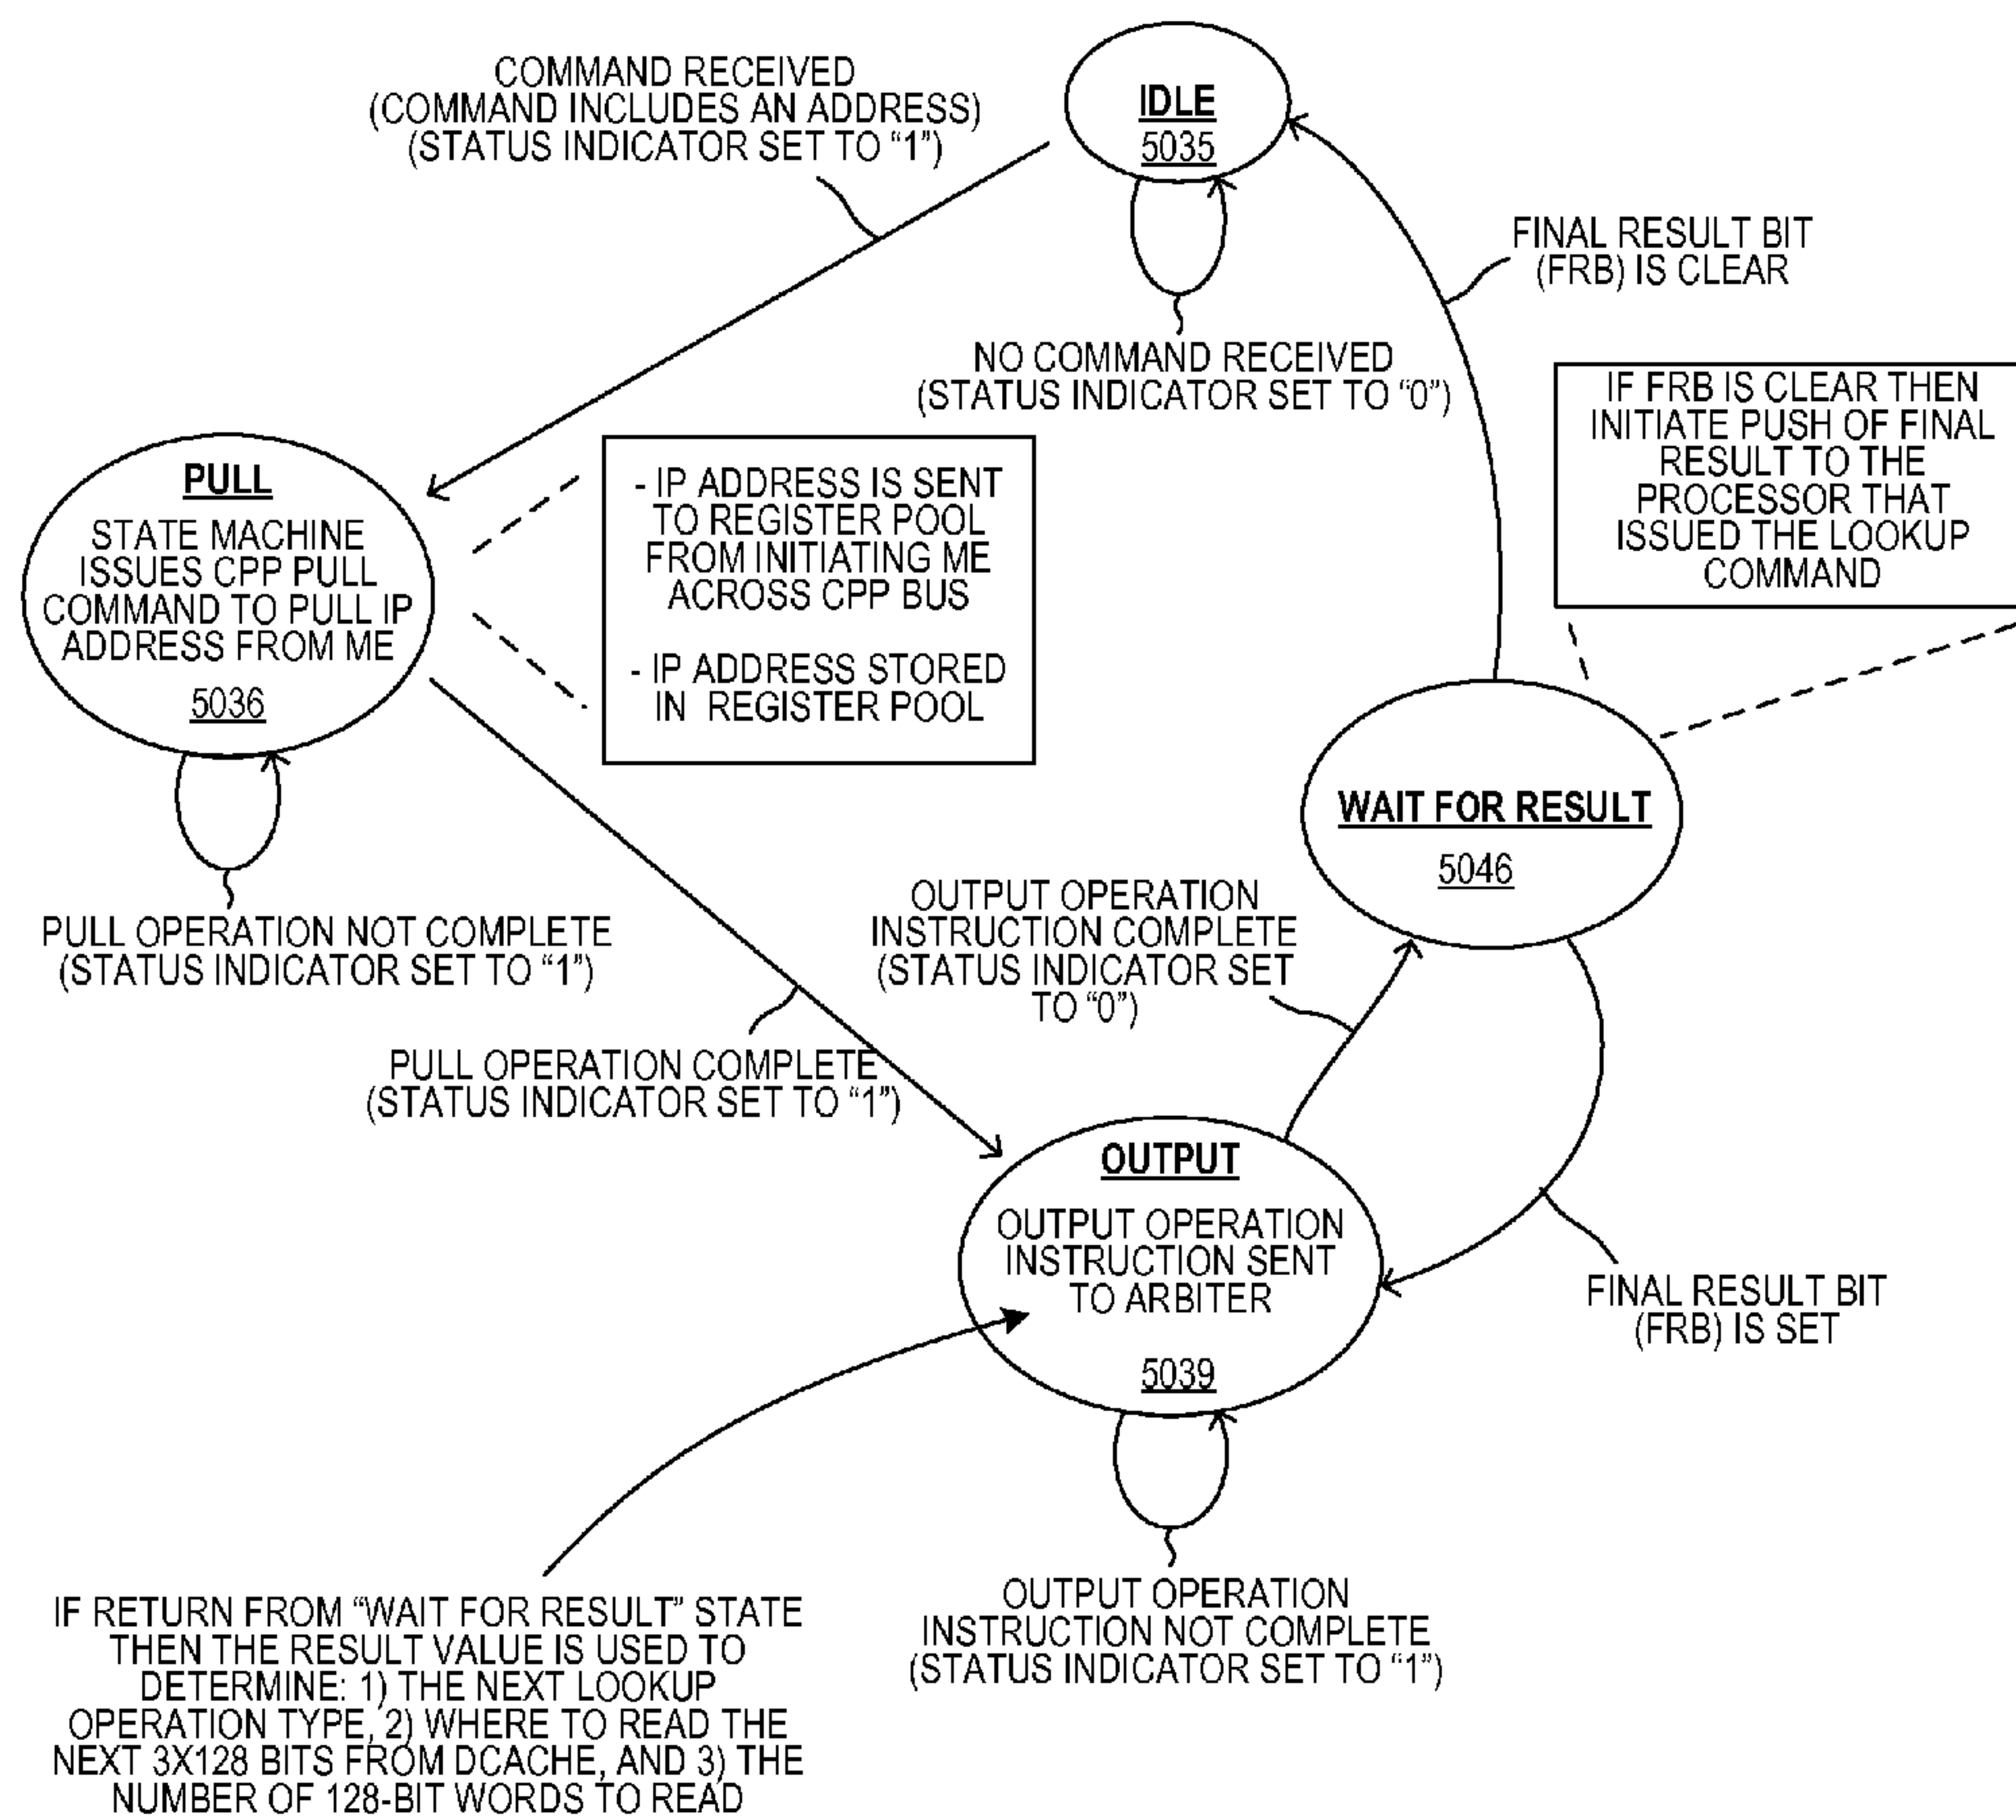 COMMAND RECEIVED
(COMMAND INCLUDES AN ADDRESS)
(STATUS INDICATOR SET TO “1”)
IDLE
5035
FINAL RESULT BIT
(FRB) IS CLEAR
NO COMMAND RECEIVED
(STATUS INDICATOR SET TO “0”)
IF FRB IS CLEAR THEN
INITIATE PUSH OF FINAL
RESULT TO THE
PROCESSOR THAT
ISSUED THE LOOKUP
COMMAND
PULL
STATE MACHINE
ISSUES CPP PULL
COMMAND TO PULL IP
ADDRESS FROM ME
5036
- IP ADDRESS IS SENT
TO REGISTER POOL
FROM INITIATING ME
ACROSS CPP BUS
- IP ADDRESS STORED
IN REGISTER POOL
WAIT FOR RESULT
5046
PULL OPERATION NOT COMPLETE
(STATUS INDICATOR SET TO “1”)
OUTPUT OPERATION
INSTRUCTION COMPLETE
(STATUS INDICATOR SET
TO “0”)
PULL OPERATION COMPLETE
(STATUS INDICATOR SET TO “1”)
OUTPUT
OUTPUT OPERATION
INSTRUCTION SENT
TO ARBITER
5039
FINAL RESULT BIT
(FRB) IS SET
OUTPUT OPERATION
INSTRUCTION NOT COMPLETE
(STATUS INDICATOR SET TO “1”)
IF RETURN FROM “WAIT FOR RESULT” STATE
THEN THE RESULT VALUE IS USED TO
DETERMINE: 1) THE NEXT LOOKUP
OPERATION TYPE, 2) WHERE TO READ THE
NEXT 3X128 BITS FROM DCACHE, AND 3) THE
NUMBER OF 128-BIT WORDS TO READ